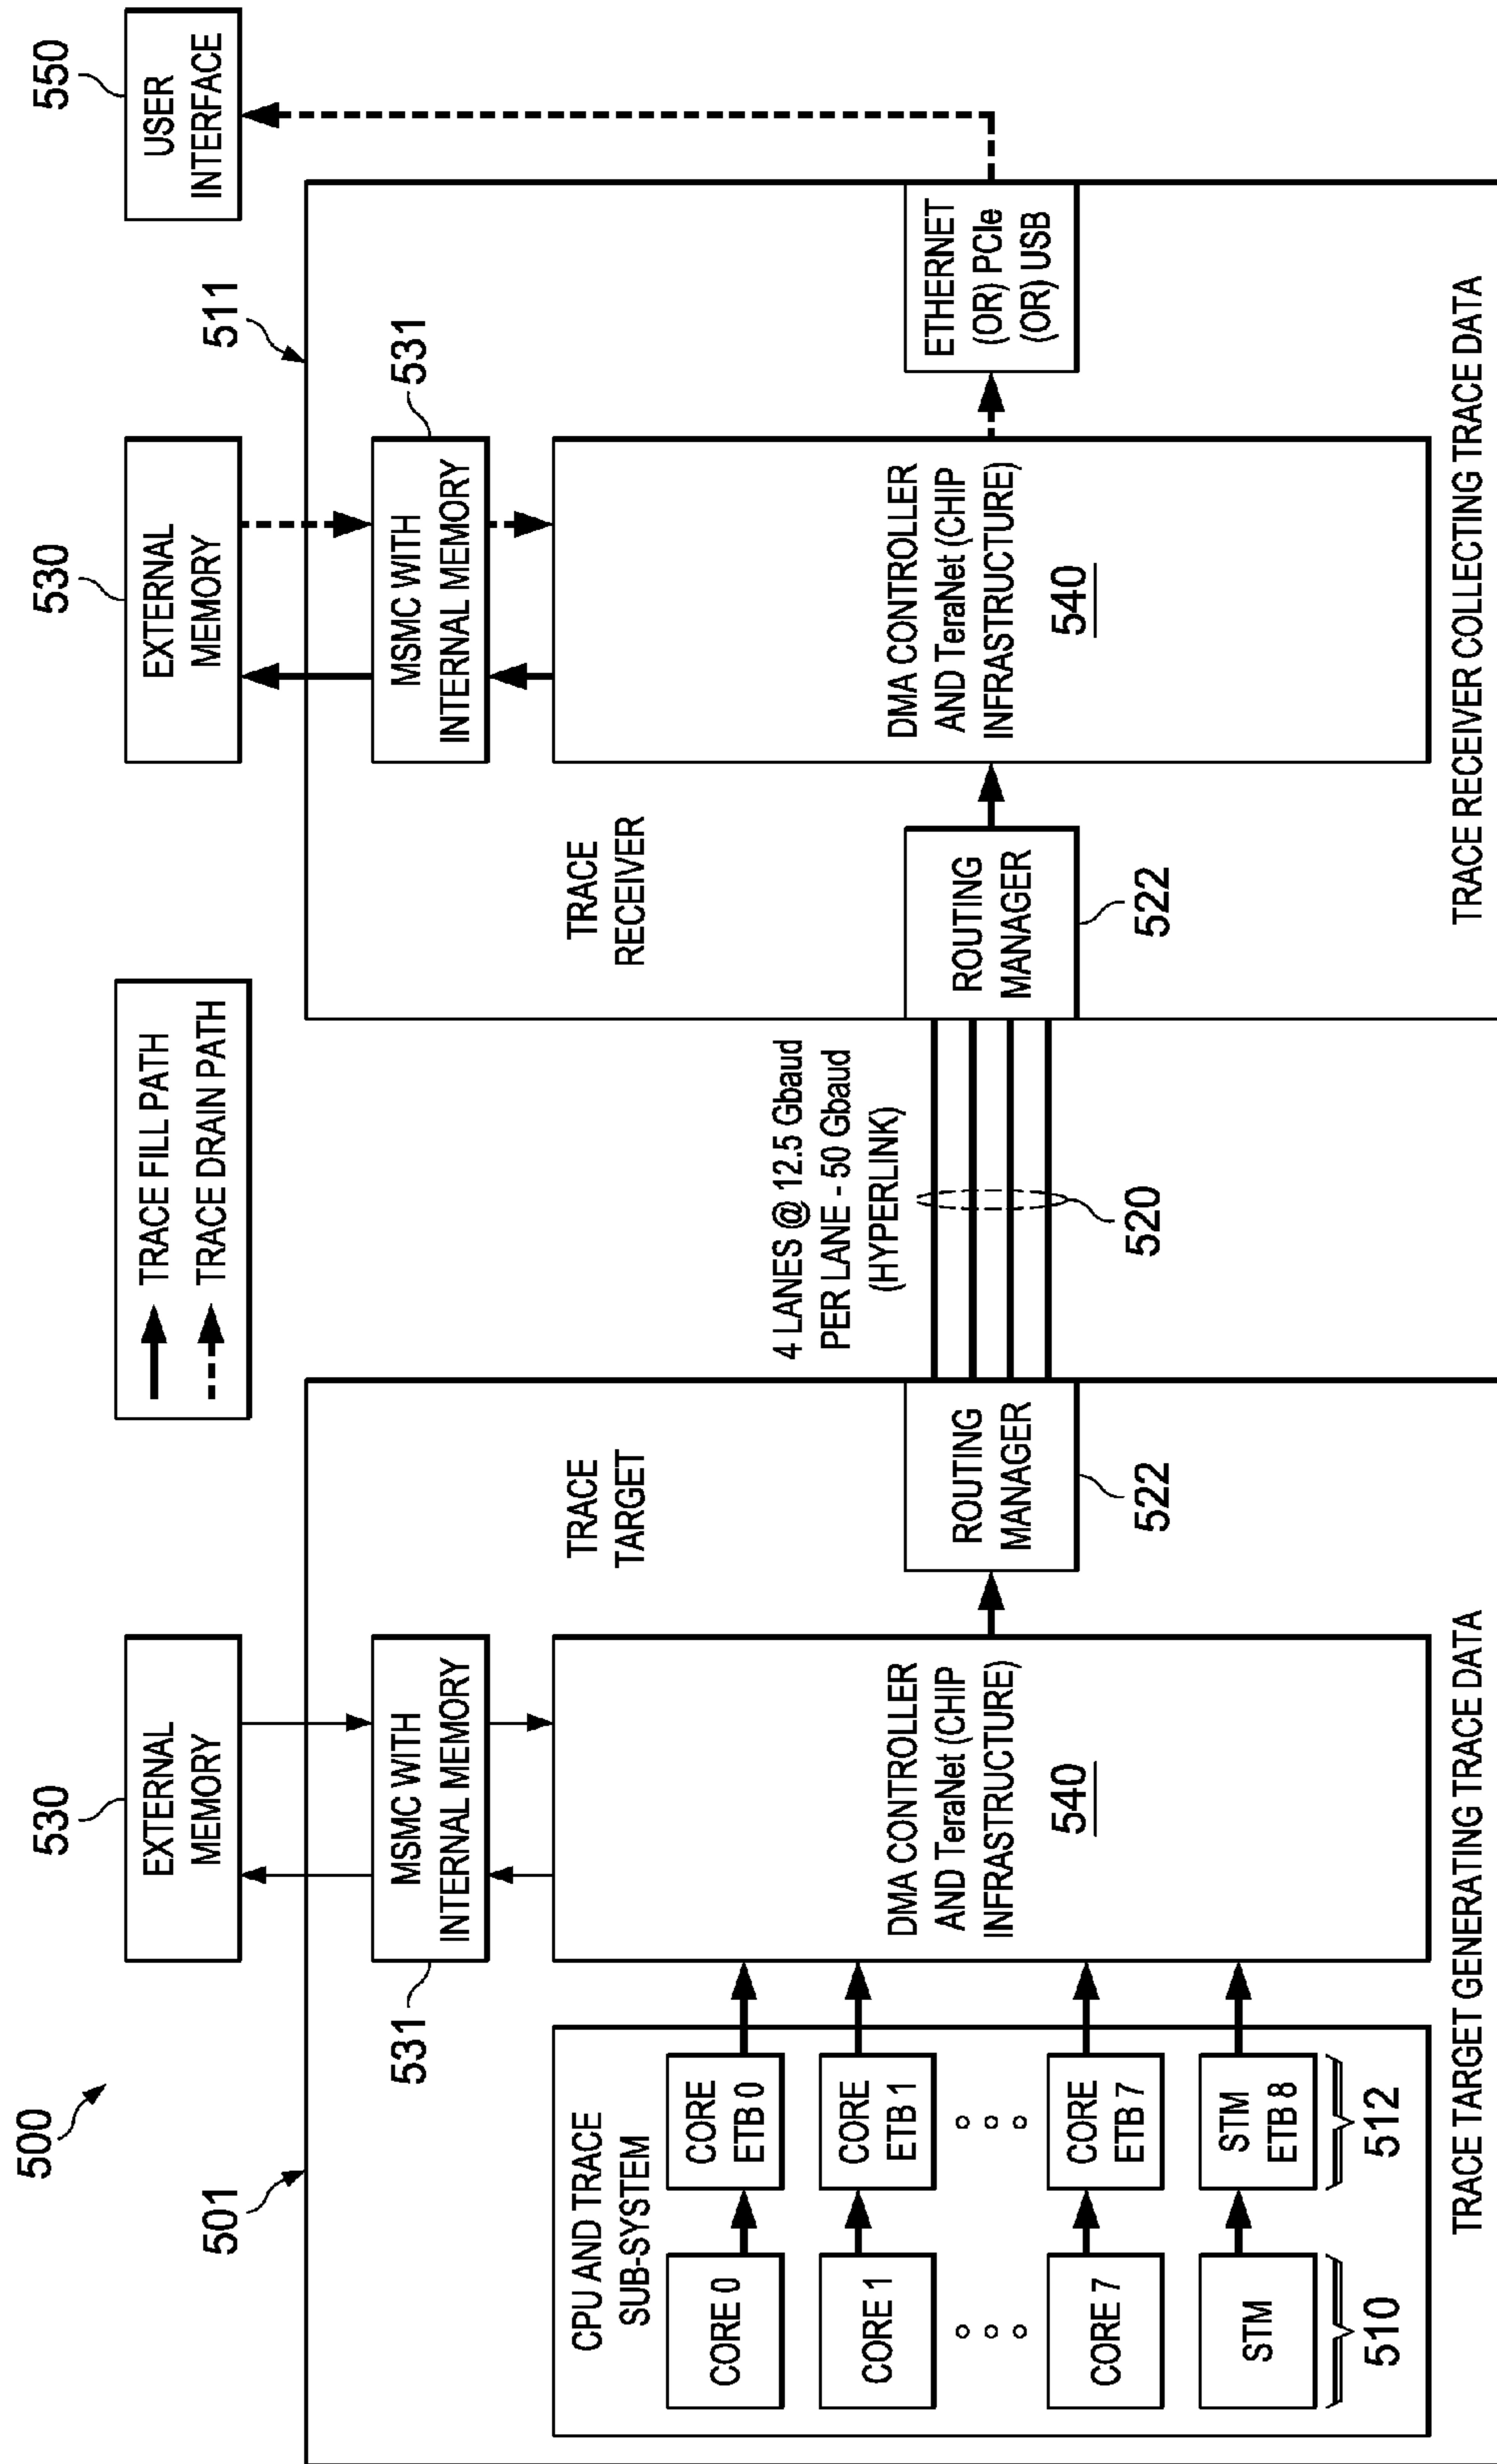 500
TRACE FILL PATH
TRACE DRAIN PATH
530
EXTERNAL
MEMORY
530
EXTERNAL
MEMORY
550
USER
INTERFACE
501
511
531
MSMC WITH
INTERNAL MEMORY
MSMC WITH
INTERNAL MEMORY
531
CPU AND TRACE
SUB-SYSTEM
CORE 0
CORE
ETB 0
CORE 1
CORE
ETB 1
CORE 7
CORE
ETB 7
STM
STM
ETB 8
510
512
DMA CONTROLLER
AND TeraNet (CHIP
INFRASTRUCTURE)
540
TRACE
TARGET
ROUTING
MANAGER
522
4 LANES @ 12.5 Gbaud
PER LANE - 50 Gbaud
(HYPERLINK)
520
TRACE
RECEIVER
ROUTING
MANAGER
522
DMA CONTROLLER
AND TeraNet (CHIP
INFRASTRUCTURE)
540
ETHERNET
(OR) PCIe
(OR) USB
TRACE TARGET GENERATING TRACE DATA
TRACE RECEIVER COLLECTING TRACE DATA